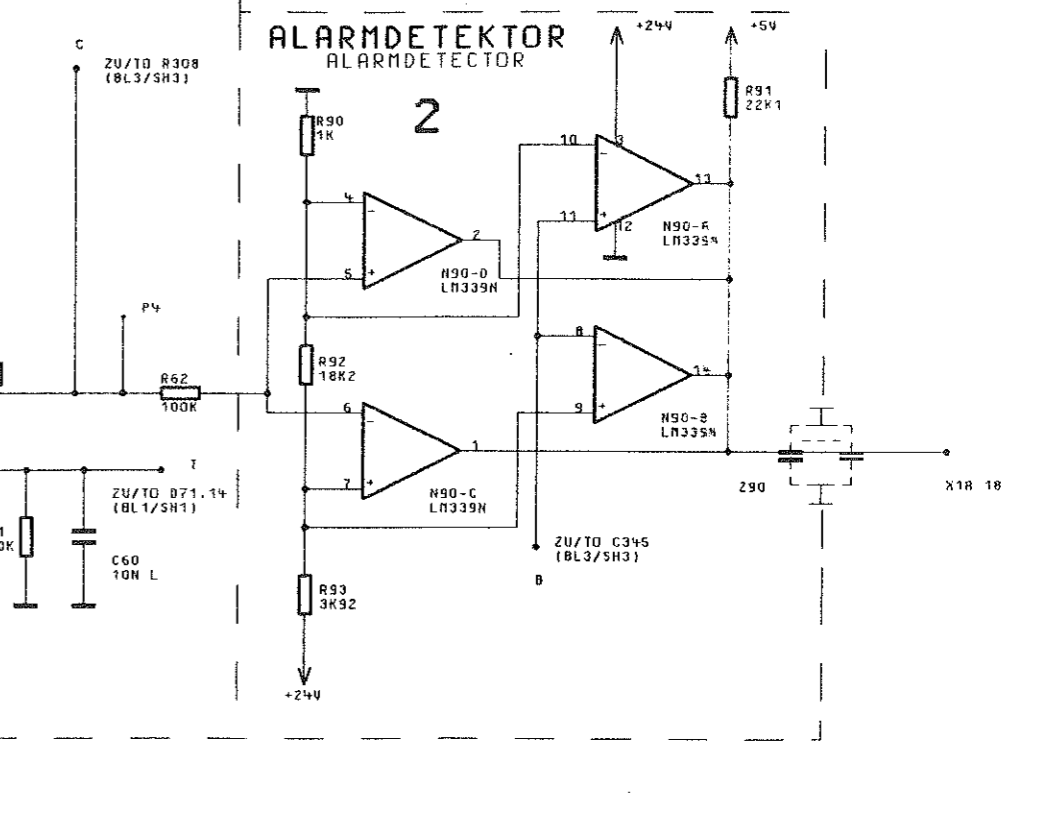 ALARMDETEKTOR
ALARMDETECTOR
2
+24V
+5V
C
ZU/TO R308
(BL3/SH3)
R91
22K1
R90
1K
10
3
13
11
12
N90-A
LM339N
4
2
5
N90-D
LM339N
P4
R92
18K2
8
14
9
N90-B
LM339N
R62
100K
6
1
7
N90-C
LM339N
Z90
X18 18
ZU/TO D71.14
(BL1/SH1)
0K
C60
10N L
ZU/TO C345
(BL3/SH3)
B
R93
3K92
+24V